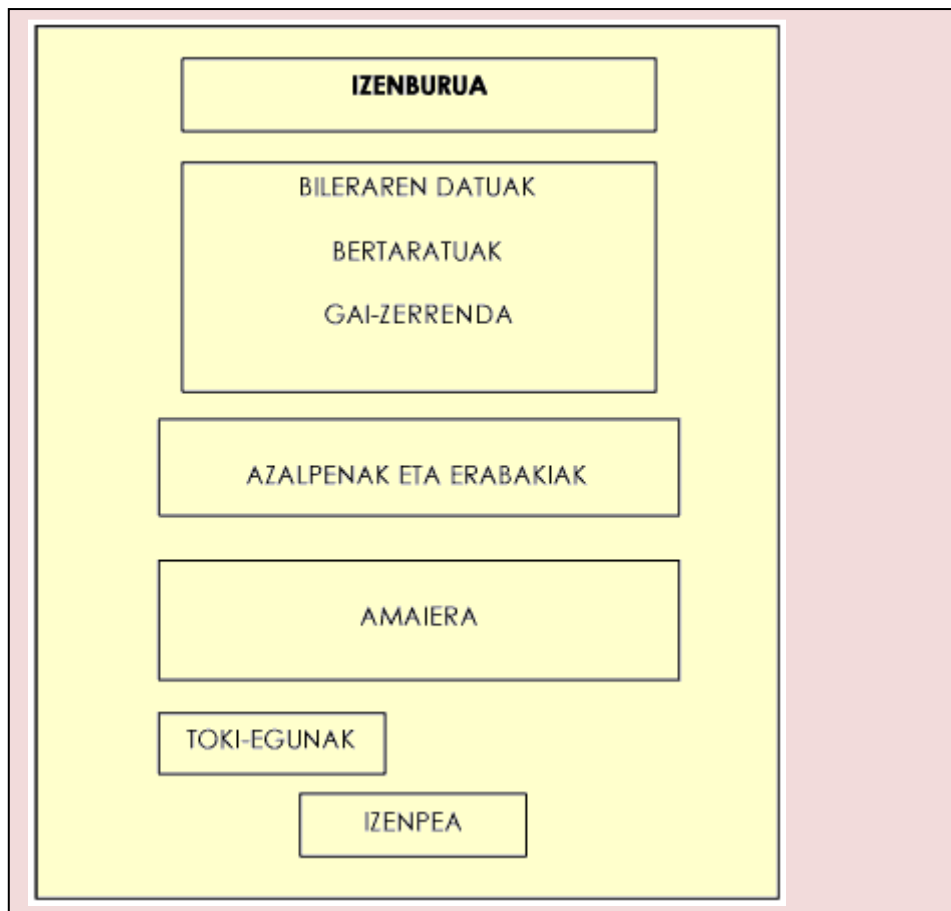 IZENBURUA
BILERAREN DATUAK
BERTARATUAK
GAI-ZERRENDA
AZALPENAK ETA ERABAKIAK
AMAIERA
TOKI-EGUNAK
IZENPEA